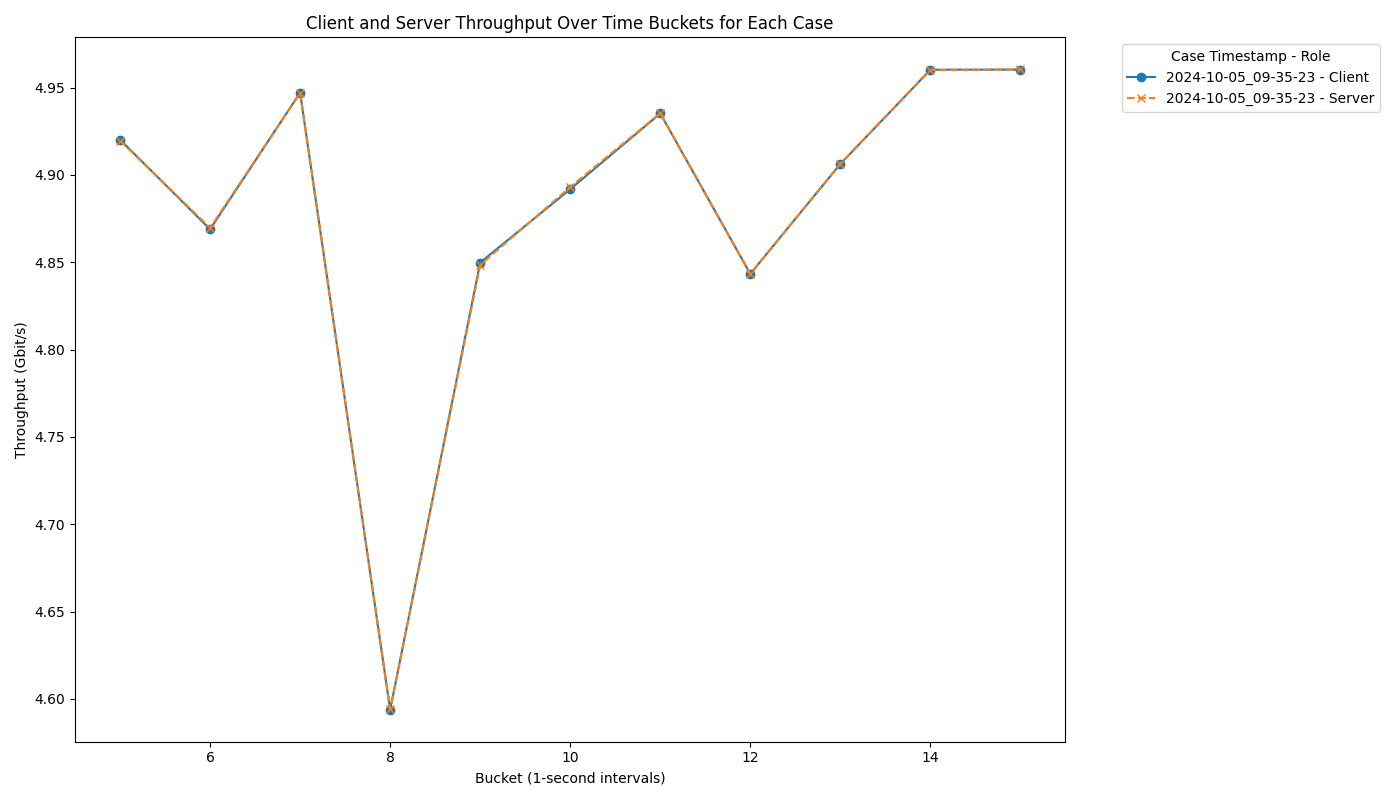 Client and Server Throughput Over Time Buckets for Each Case
Case Timestamp - Role
2024-10-05_09-35-23 - Client
2024-10-05_09-35-23 - Server
Throughput (Gbit/s)
4.95
4.90
4.85
4.80
4.75
4.70
4.65
4.60
6 8 10 12 14
Bucket (1-second intervals)